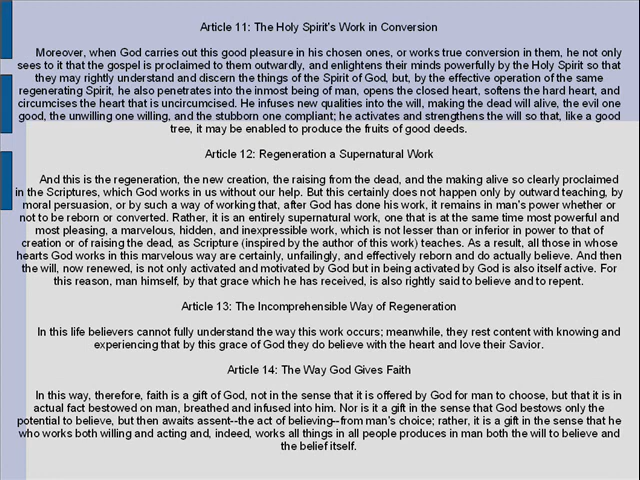 Article 11: The Holy Spirit's Work in Conversion
Moreover, when God carries out this good pleasure in his chosen ones, or works true conversion in them, he not only
sees to it that the gospel is proclaimed to them outwardly, and enlightens their minds powerfully by the Holy Spirit so that
they may rightly understand and discern the things of the Spirit of God, but, by the effective operation of the same
regenerating Spirit, he also penetrates into the inmost being of man, opens the closed heart, softens the hard heart, and
circumcises the heart that is uncircumcised. He infuses new qualities into the will, making the dead will alive, the evil one
good, the unwilling one willing, and the stubborn one compliant; he activates and strengthens the will so that, like a good
tree, it may be enabled to produce the fruits of good deeds.
Article 12: Regeneration a Supernatural Work
And this is the regeneration, the new creation, the raising from the dead, and the making alive so clearly proclaimed
in the Scriptures, which God works in us without our help. But this certainly does not happen only by outward teaching, by
moral persuasion, or by such a way of working that, after God has done his work, it remains in man's power whether or
not to be reborn or converted. Rather, it is an entirely supernatural work, one that is at the same time most powerful and
most pleasing, a marvelous, hidden, and inexpressible work, which is not lesser than or inferior in power to that of
creation or of raising the dead, as Scripture (inspired by the author of this work) teaches. As a result, all those in whose
hearts God works in this marvelous way are certainly, unfailingly, and effectively reborn and do actually believe. And then
the will, now renewed, is not only activated and motivated by God but in being activated by God is also itself active. For
this reason, man himself, by that grace which he has received, is also rightly said to believe and to repent.
Article 13: The Incomprehensible Way of Regeneration
In this life believers cannot fully understand the way this work occurs; meanwhile, they rest content with knowing and
experiencing that by this grace of God they do believe with the heart and love their Savior.
Article 14: The Way God Gives Faith
In this way, therefore, faith is a gift of God, not in the sense that it is offered by God for man to choose, but that it is in
actual fact bestowed on man, breathed and infused into him. Nor is it a gift in the sense that God bestows only the
potential to believe, but then awaits assent--the act of believing--from man's choice; rather, it is a gift in the sense that he
who works both willing and acting and, indeed, works all things in all people produces in man both the will to believe and
the belief itself.